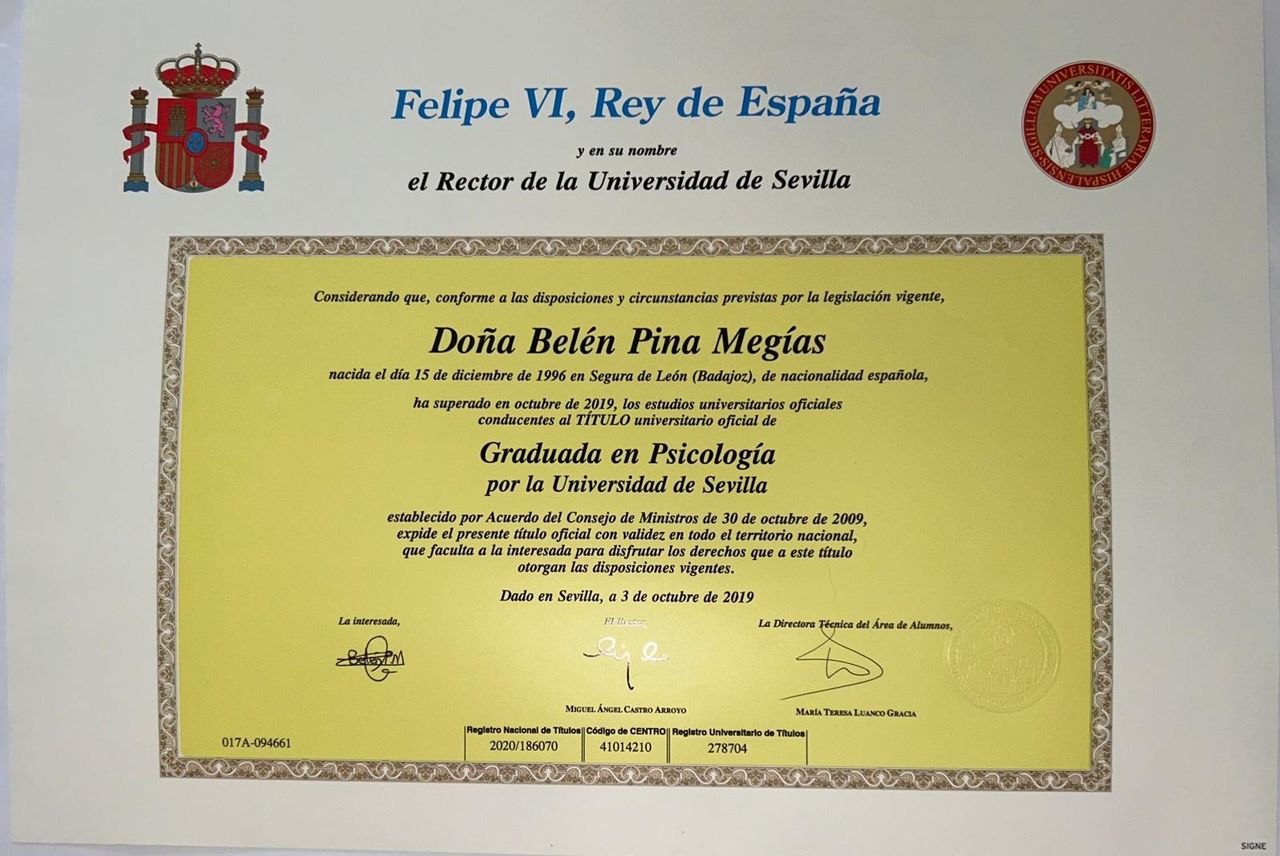 Felipe VI, Rey de España
y en su nombre
el Rector de la Universidad de Sevilla
SIGILLUM UNIVERSITATIS LITTERARIAE HISPALENSIS
Considerando que, conforme a las disposiciones y circunstancias previstas por la legislación vigente,
Doña Belén Pina Megías
nacida el día 15 de diciembre de 1996 en Segura de León (Badajoz), de nacionalidad española,
ha superado en octubre de 2019, los estudios universitarios oficiales
conducentes al TÍTULO universitario oficial de
Graduada en Psicología
por la Universidad de Sevilla
establecido por Acuerdo del Consejo de Ministros de 30 de octubre de 2009,
expide el presente título oficial con validez en todo el territorio nacional,
que faculta a la interesada para disfrutar los derechos que a este título
otorgan las disposiciones vigentes.
Dado en Sevilla, a 3 de octubre de 2019
La interesada,
El Rector,
La Directora Técnica del Área de Alumnos,
Belén PM
MIGUEL ÁNGEL CASTRO ARROYO
MARÍA TERESA LUANCO GRACIA
017A-094661
Registro Nacional de Títulos
2020/186070
Código de CENTRO
41014210
Registro Universitario de Títulos
278704
SIGNE